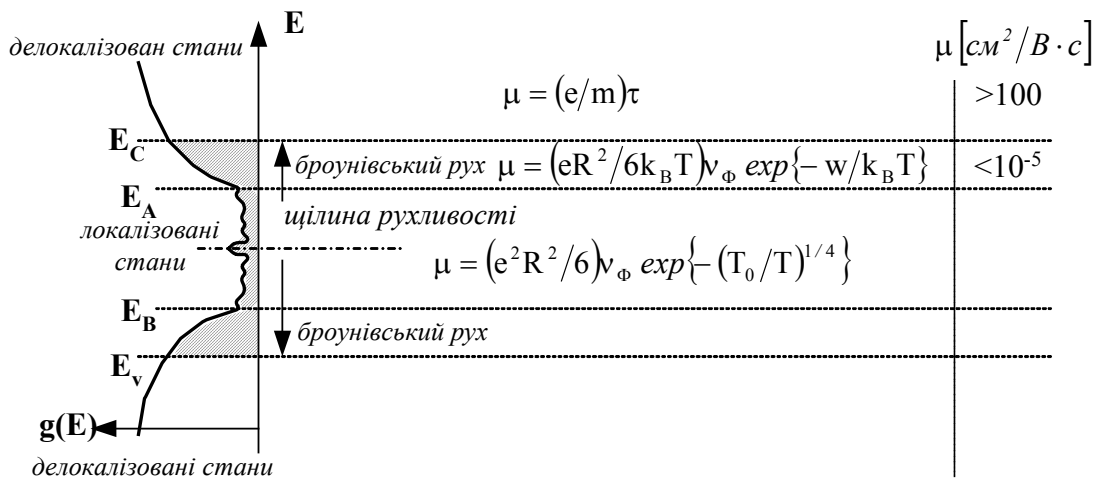 E
делокалізован стани
μ [см²/В·с]
μ = (e/m)τ
>100
E_C
броунівський рух
μ = (eR²/6k_BT)ν_Ф exp{− w/k_BT}
<10⁻⁵
E_A
щілина рухливості
локалізовані
стани
μ = (e²R²/6)ν_Ф exp{− (T₀/T)^{1/4}}
E_B
броунівський рух
E_v
g(E)
делокалізовані стани